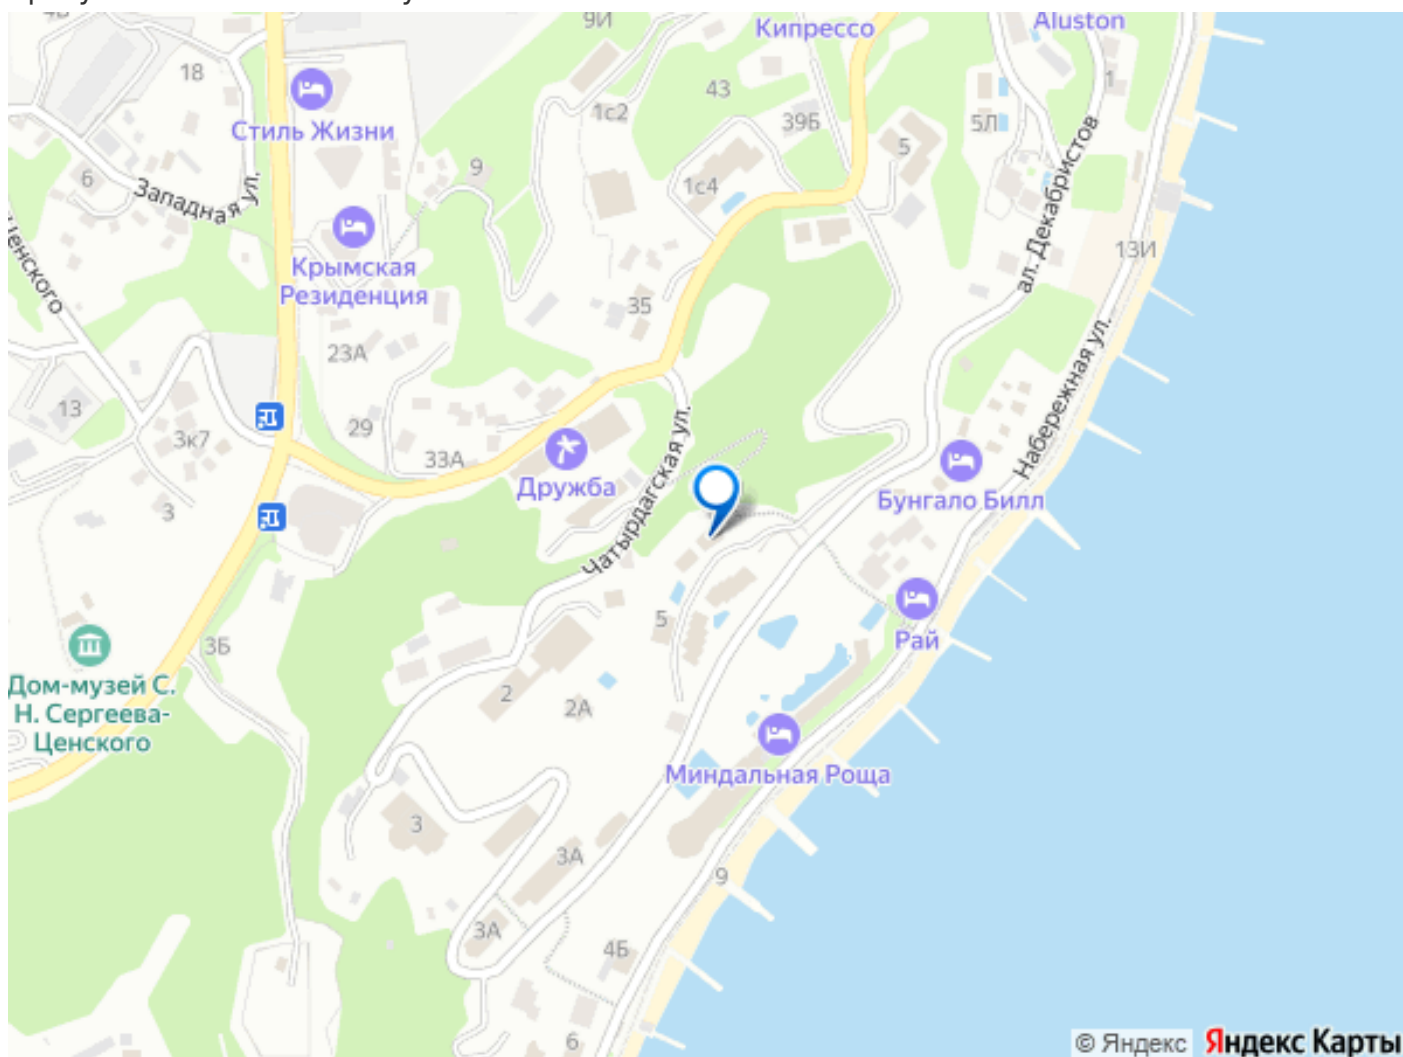 9И
Кипрессо
Aluston
18
43
1
Стиль Жизни
1с2
39Б
5Л
5
6
Западная ул.
9
1с4
ал. Декабристов
Ценского
13И
Крымская
Резиденция
35
23А
Набережная ул.
13
3к7
29
33А
Чатырдагская ул.
Дружба
Бунгало Билл
3
5
Рай
3Б
Дом-музей С.
Н. Сергеева-
Ценского
2
2А
Миндальная Роща
3
3А
9
3А
4Б
6
© Яндекс Яндекс Карты